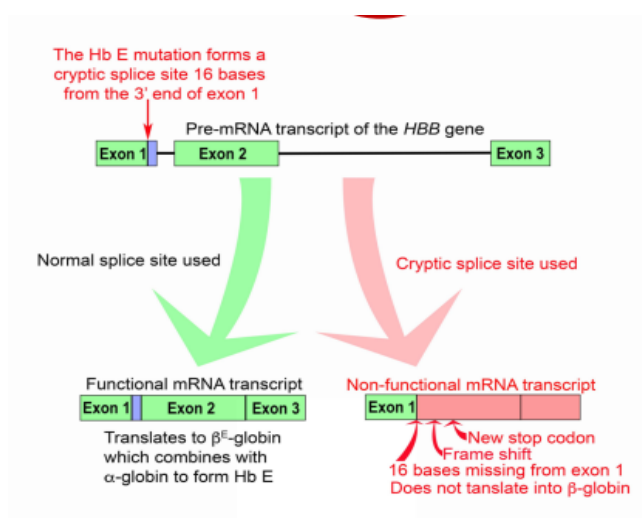 The Hb E mutation forms a
cryptic splice site 16 bases
from the 3' end of exon 1
Pre-mRNA transcript of the HBB gene
Exon 1
Exon 2
Exon 3
Normal splice site used
Cryptic splice site used
Functional mRNA transcript
Exon 1
Exon 2
Exon 3
Translates to βᴱ-globin
which combines with
α-globin to form Hb E
Non-functional mRNA transcript
Exon 1
New stop codon
Frame shift
16 bases missing from exon 1
Does not tanslate into β-globin